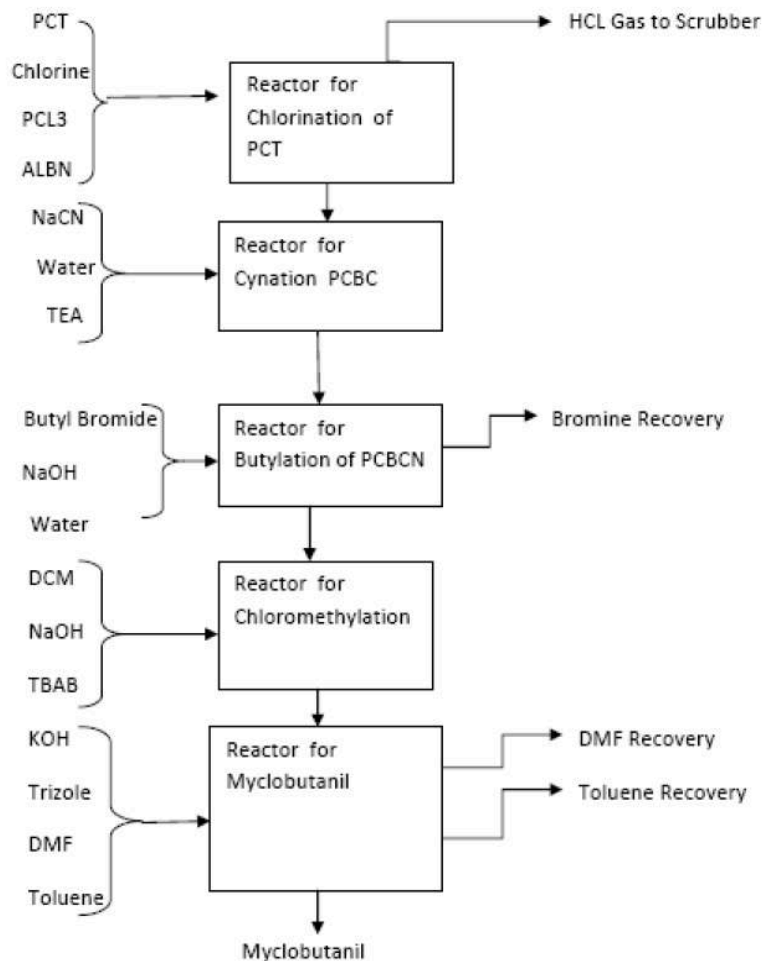 PCT
HCL Gas to Scrubber
Chlorine
PCL3
ALBN
Reactor for
Chlorination of
PCT
NaCN
Water
TEA
Reactor for
Cynation PCBC
Butyl Bromide
NaOH
Water
Reactor for
Butylation of PCBCN
Bromine Recovery
DCM
NaOH
TBAB
Reactor for
Chloromethylation
KOH
Trizole
DMF
Toluene
Reactor for
Myclobutanil
DMF Recovery
Toluene Recovery
Myclobutanil